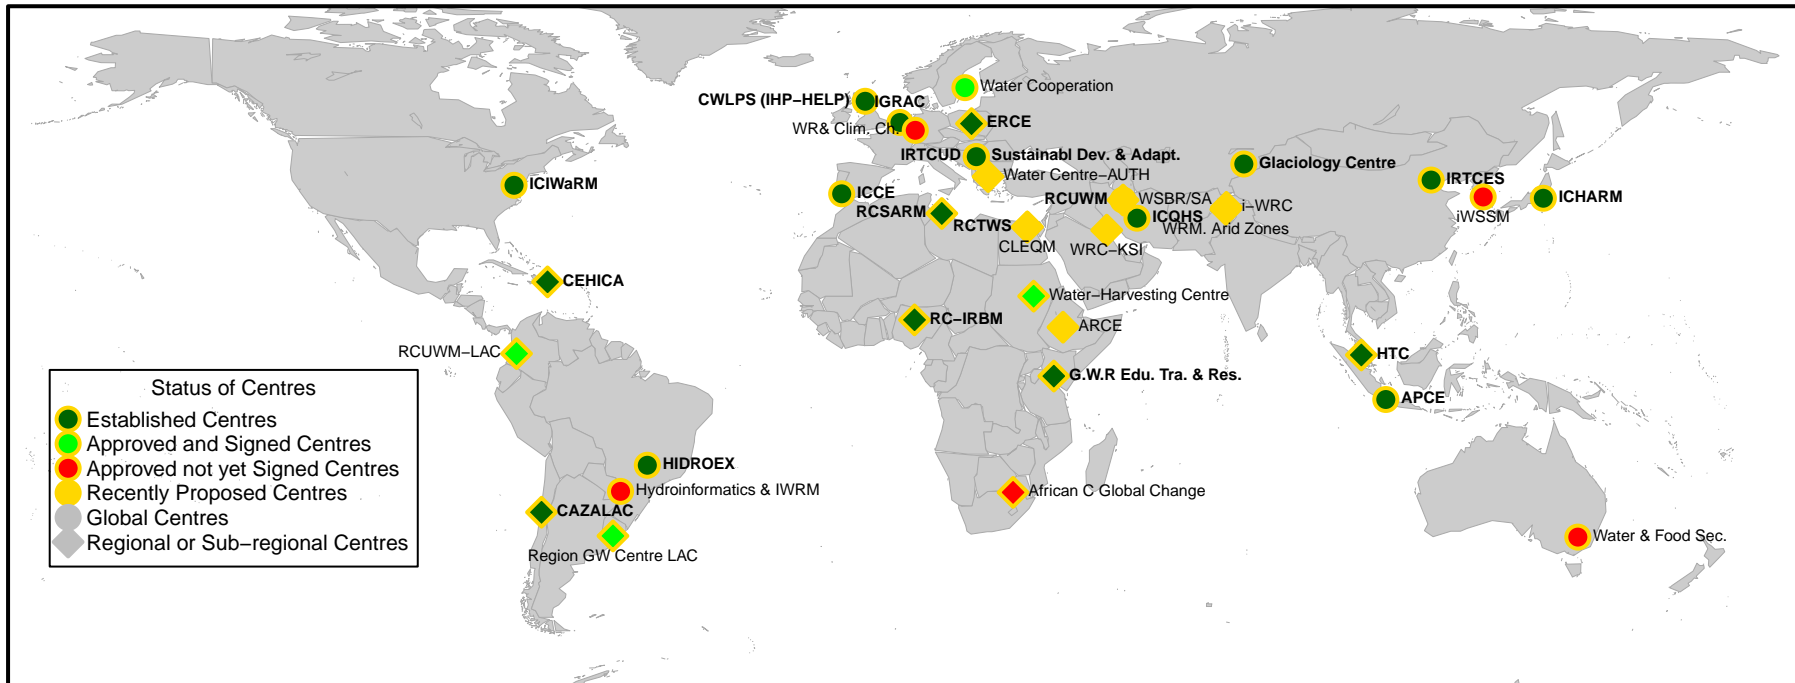 Water Cooperation
CWLPS (IHP−HELP)
IGRAC
WR& Clim. Ch.
ERCE
IRTCUD
Sustainabl Dev. & Adapt.
Glaciology Centre
Water Centre−AUTH
IRTCES
ICIWaRM
ICCE
RCUWM
WSBR/SA
i−WRC
iWSSM
ICHARM
RCSARM
RCTWS
ICQHS
WRM. Arid Zones
CLEQM
WRC−KSI
CEHICA
Water−Harvesting Centre
RC−IRBM
ARCE
RCUWM−LAC
HTC
G.W.R Edu. Tra. & Res.
APCE
Status of Centres
Established Centres
Approved and Signed Centres
Approved not yet Signed Centres
Recently Proposed Centres
Global Centres
Regional or Sub−regional Centres
HIDROEX
Hydroinformatics & IWRM
CAZALAC
Region GW Centre LAC
African C Global Change
Water & Food Sec.